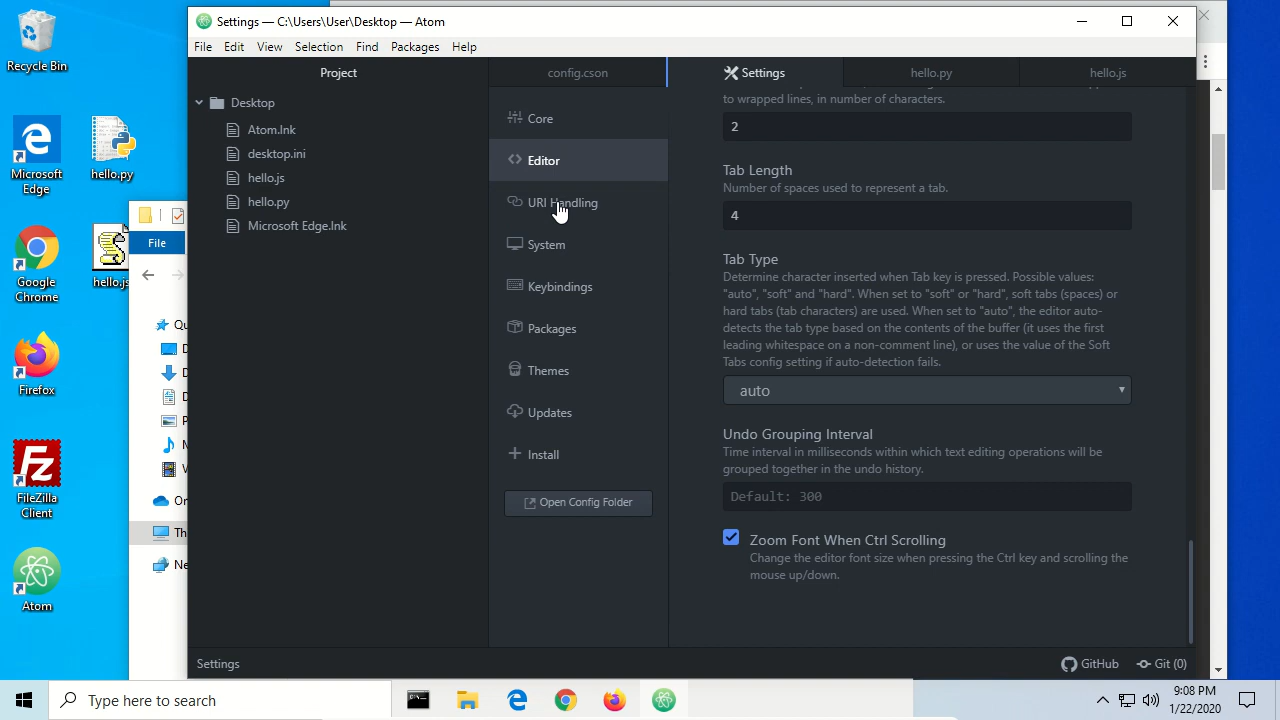 Settings — C:\Users\User\Desktop — Atom
File Edit View Selection Find Packages Help
Project
config.cson
Settings
hello.py
hello.js
Desktop
Atom.lnk
desktop.ini
hello.js
hello.py
Microsoft Edge.lnk
Core
Editor
URI Handling
System
Keybindings
Packages
Themes
Updates
Install
Open Config Folder
to wrapped lines, in number of characters.
2
Tab Length
Number of spaces used to represent a tab.
4
Tab Type
Determine character inserted when Tab key is pressed. Possible values:
"auto", "soft" and "hard". When set to "soft" or "hard", soft tabs (spaces) or
hard tabs (tab characters) are used. When set to "auto", the editor auto-
detects the tab type based on the contents of the buffer (it uses the first
leading whitespace on a non-comment line), or uses the value of the Soft
Tabs config setting if auto-detection fails.
auto
Undo Grouping Interval
Time interval in milliseconds within which text editing operations will be
grouped together in the undo history.
Default: 300
Zoom Font When Ctrl Scrolling
Change the editor font size when pressing the Ctrl key and scrolling the
mouse up/down.
Settings
GitHub
Git (0)
Recycle Bin
Microsoft
Edge
hello.py
Google
Chrome
hello.js
Firefox
FileZilla
Client
Atom
File
Type here to search
9:08 PM
1/22/2020